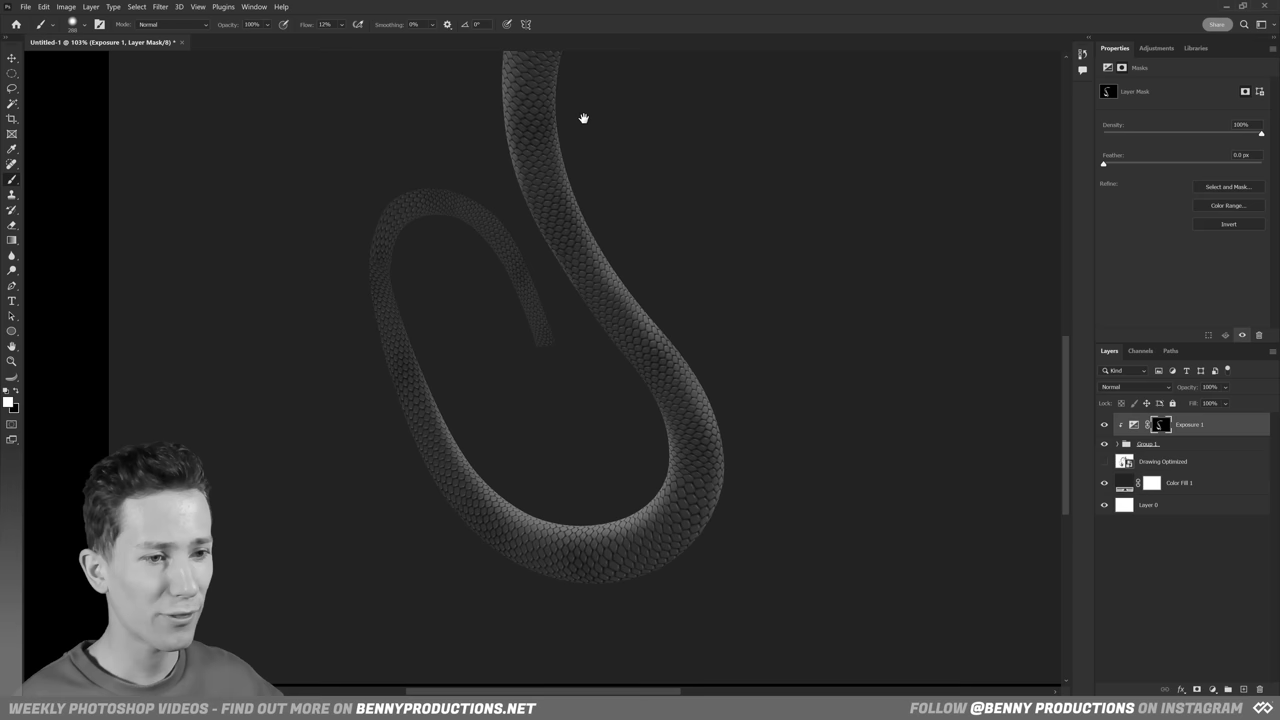 File Edit Image Layer Type Select Filter 3D View Plugins Window Help
Mode: Normal Opacity: 100% Flow: 12% Smoothing: 0% 0° Share
266
Untitled-1 @ 103% (Exposure 1, Layer Mask/8) * ×
Properties Adjustments Libraries
Masks
Layer Mask
Density: 100%
Feather: 0.0 px
Refine: Select and Mask...
Color Range...
Invert
Layers Channels Paths
Kind
Normal Opacity: 100%
Lock: Fill: 100%
Exposure 1
Group 1
Drawing Optimized
Color Fill 1
Layer 0
WEEKLY PHOTOSHOP VIDEOS - FIND OUT MORE ON BENNYPRODUCTIONS.NET
FOLLOW @BENNY PRODUCTIONS ON INSTAGRAM